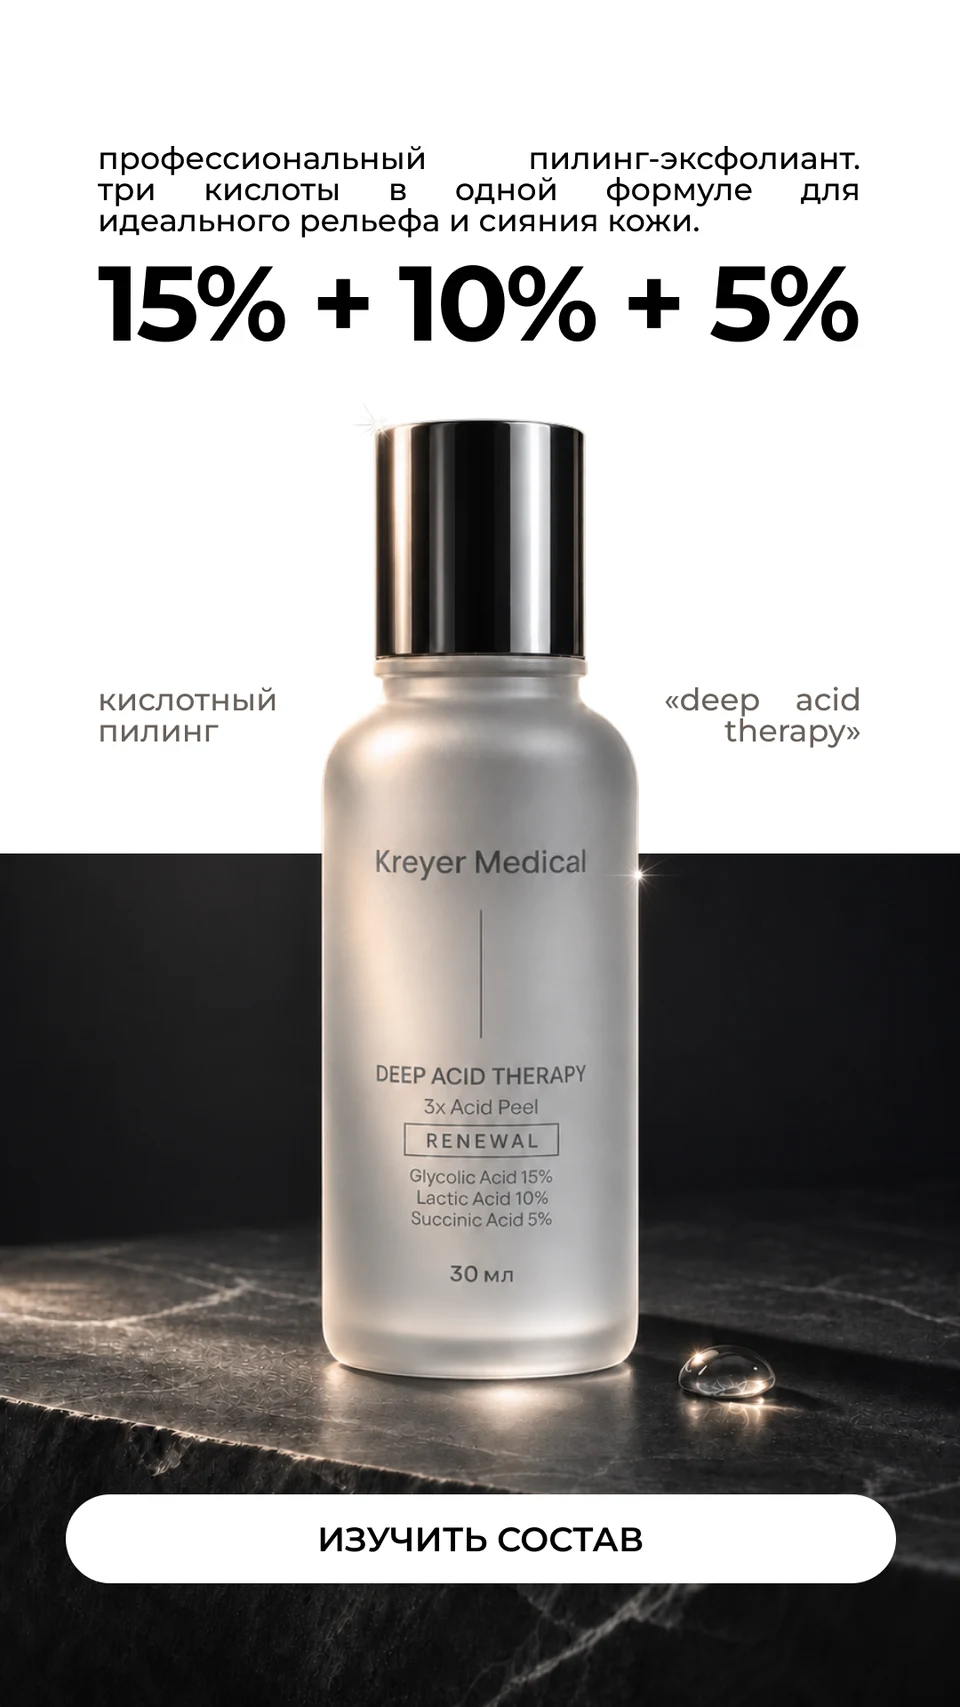 профессиональный пилинг-эксфолиант.
три кислоты в одной формуле для
идеального рельефа и сияния кожи.
15% + 10% + 5%
кислотный
пилинг
«deep acid
therapy»
Kreyer Medical
DEEP ACID THERAPY
3x Acid Peel
RENEWAL
Glycolic Acid 15%
Lactic Acid 10%
Succinic Acid 5%
30 мл
ИЗУЧИТЬ СОСТАВ